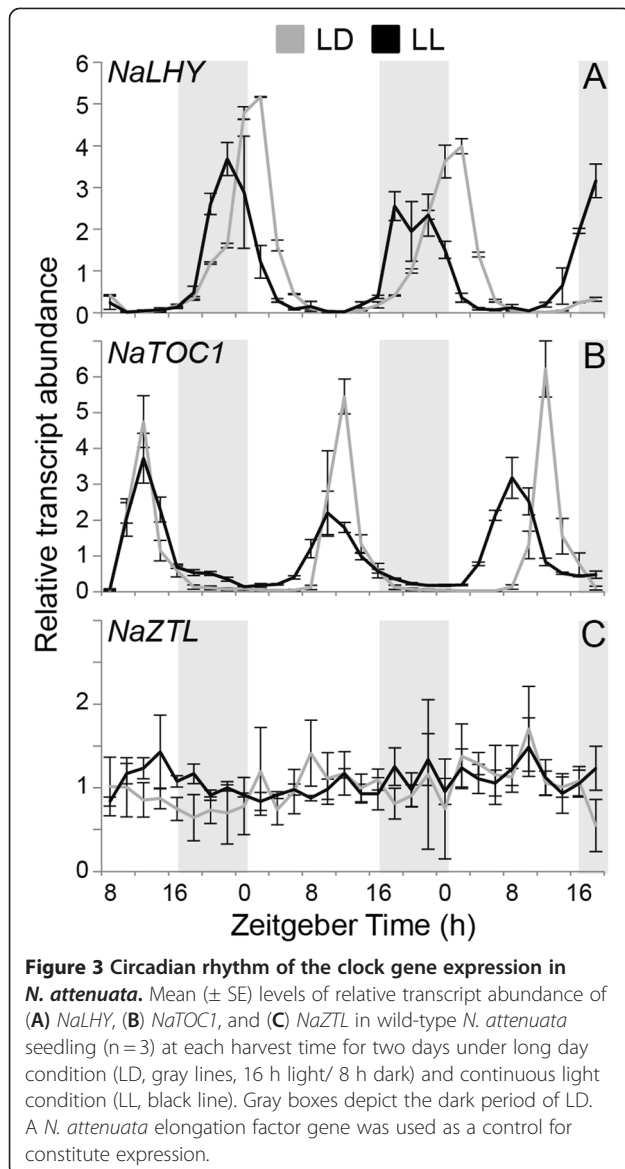 LD LL
NaLHY A
6
5
4
3
2
1
0
NaTOC1 B
6
5
4
3
2
1
0
NaZTL C
2
1
0
Relative transcript abundance
8 16 0 8 16 0 8 16
Zeitgeber Time (h)
Figure 3 Circadian rhythm of the clock gene expression in
N. attenuata. Mean (± SE) levels of relative transcript abundance of
(A) NaLHY, (B) NaTOC1, and (C) NaZTL in wild-type N. attenuata
seedling (n = 3) at each harvest time for two days under long day
condition (LD, gray lines, 16 h light/ 8 h dark) and continuous light
condition (LL, black line). Gray boxes depict the dark period of LD.
A N. attenuata elongation factor gene was used as a control for
constitute expression.